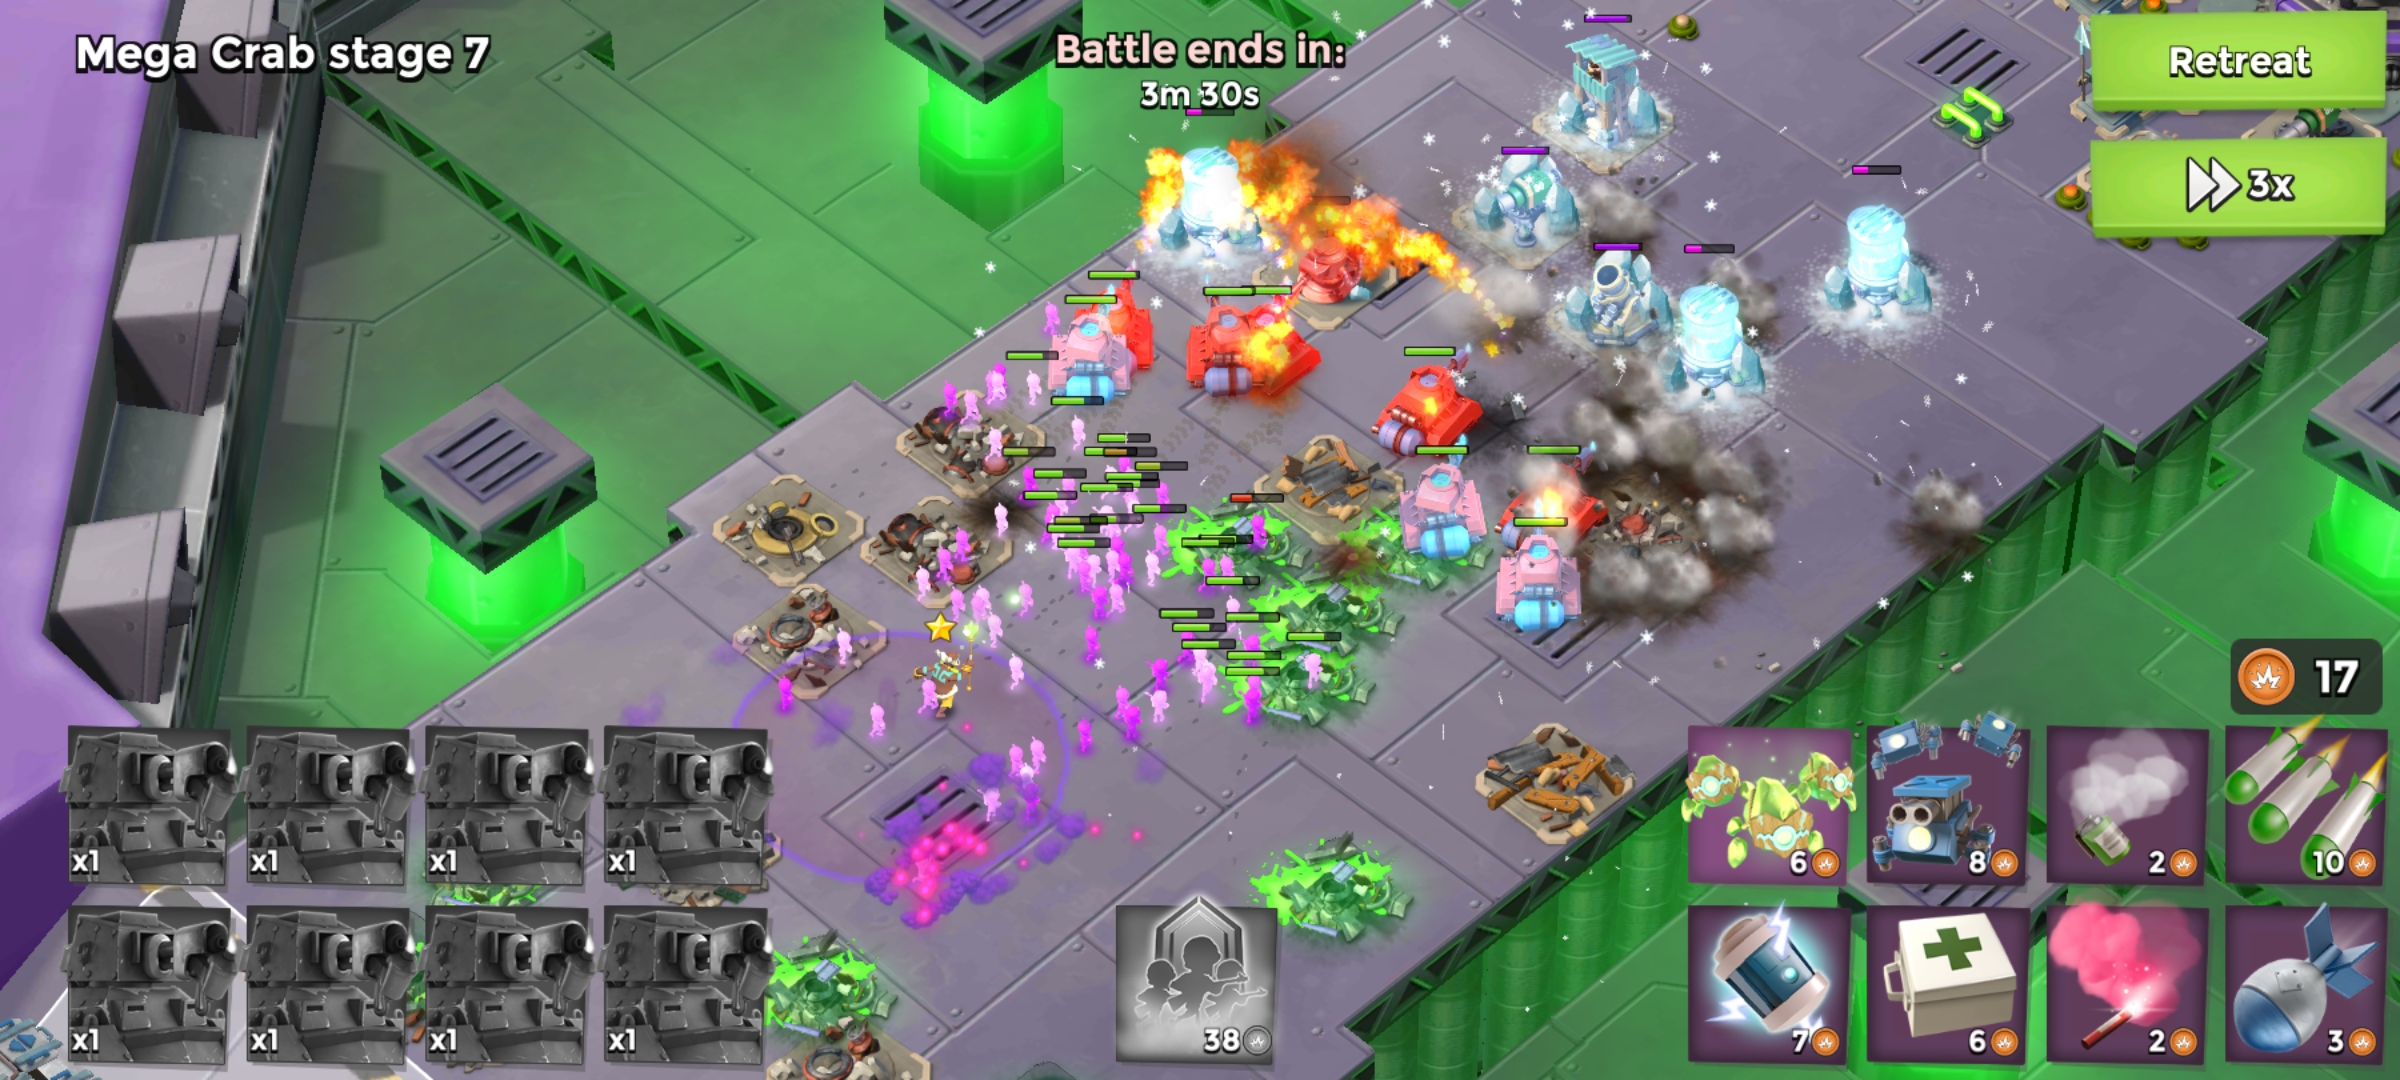 Mega Crab stage 7
Battle ends in:
3m 30s
Retreat
3x
17
6
8
2
10
x1
x1
x1
x1
x1
x1
x1
x1
38
7
6
2
3